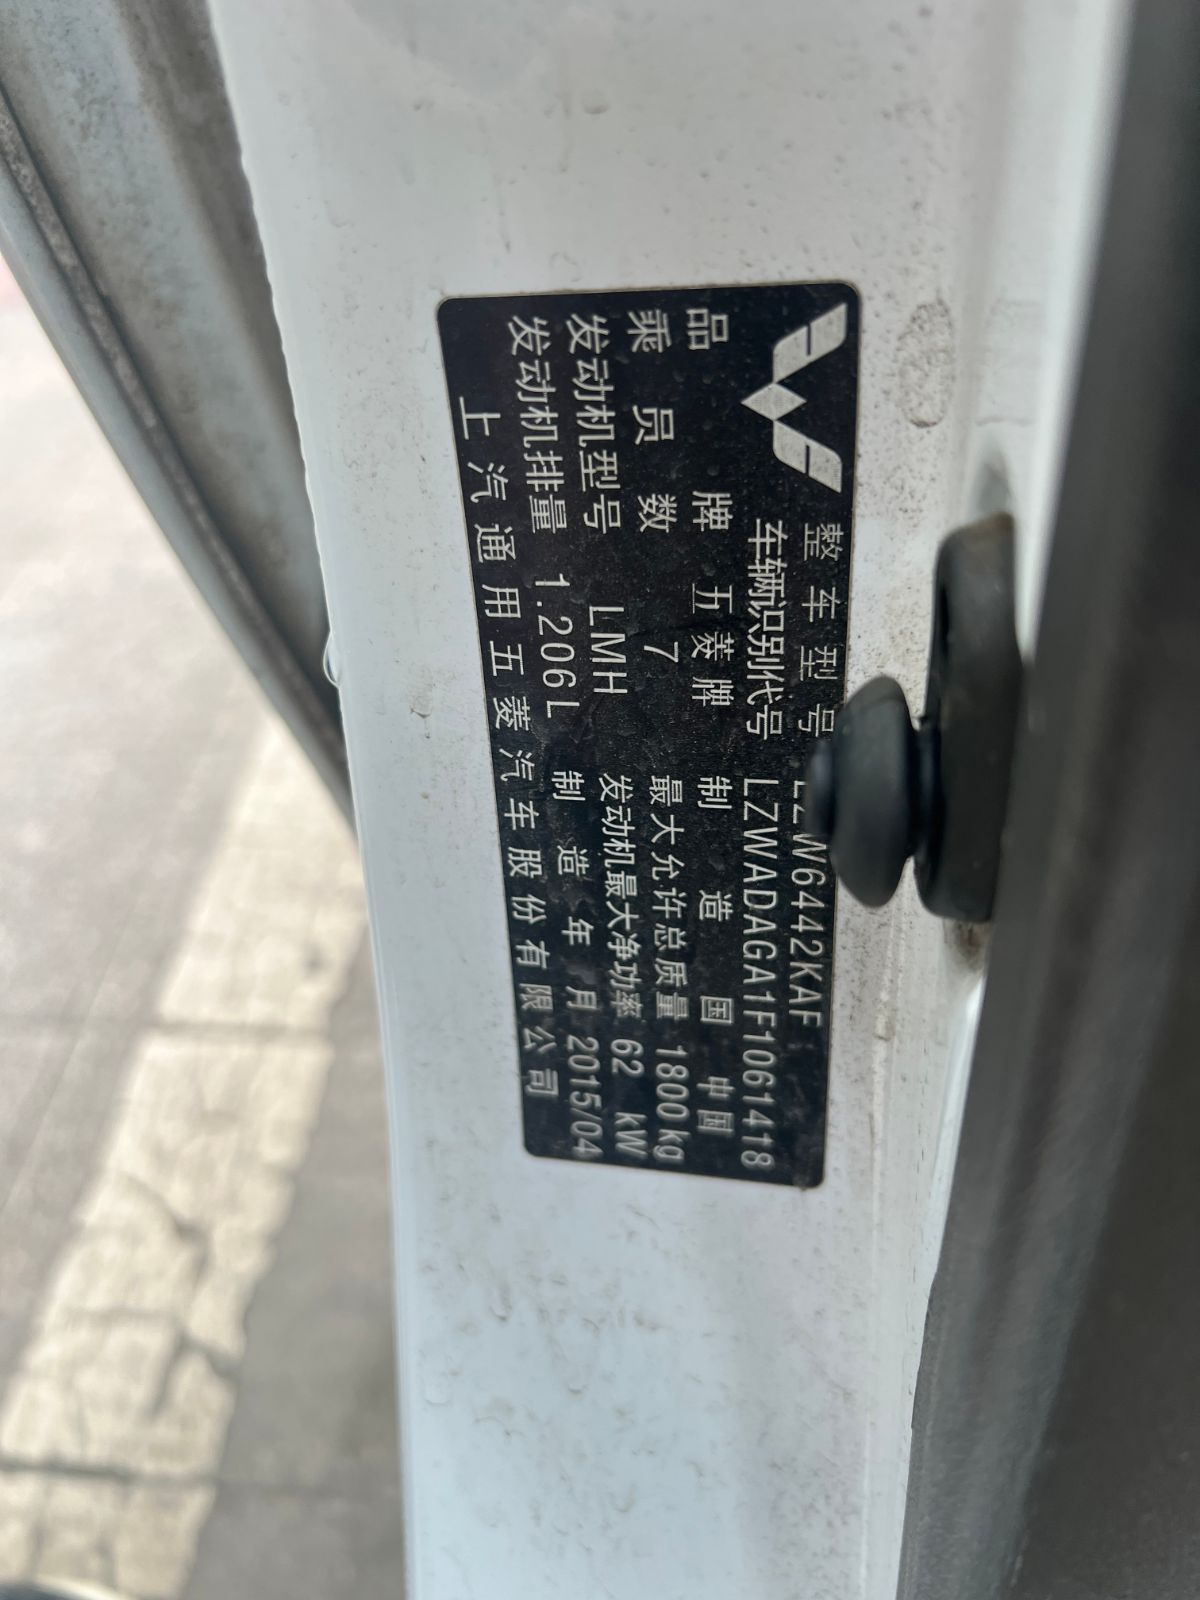 整车型号 LZW6442KAF
车辆识别代号 LZWADAGA1F1061418
品牌 五菱牌 制造国 中国
乘员数 7 最大允许总质量 1800kg
发动机型号 LMH 发动机最大净功率 62 kW
发动机排量 1.206L 制造年月 2015/04
上汽通用五菱汽车股份有限公司